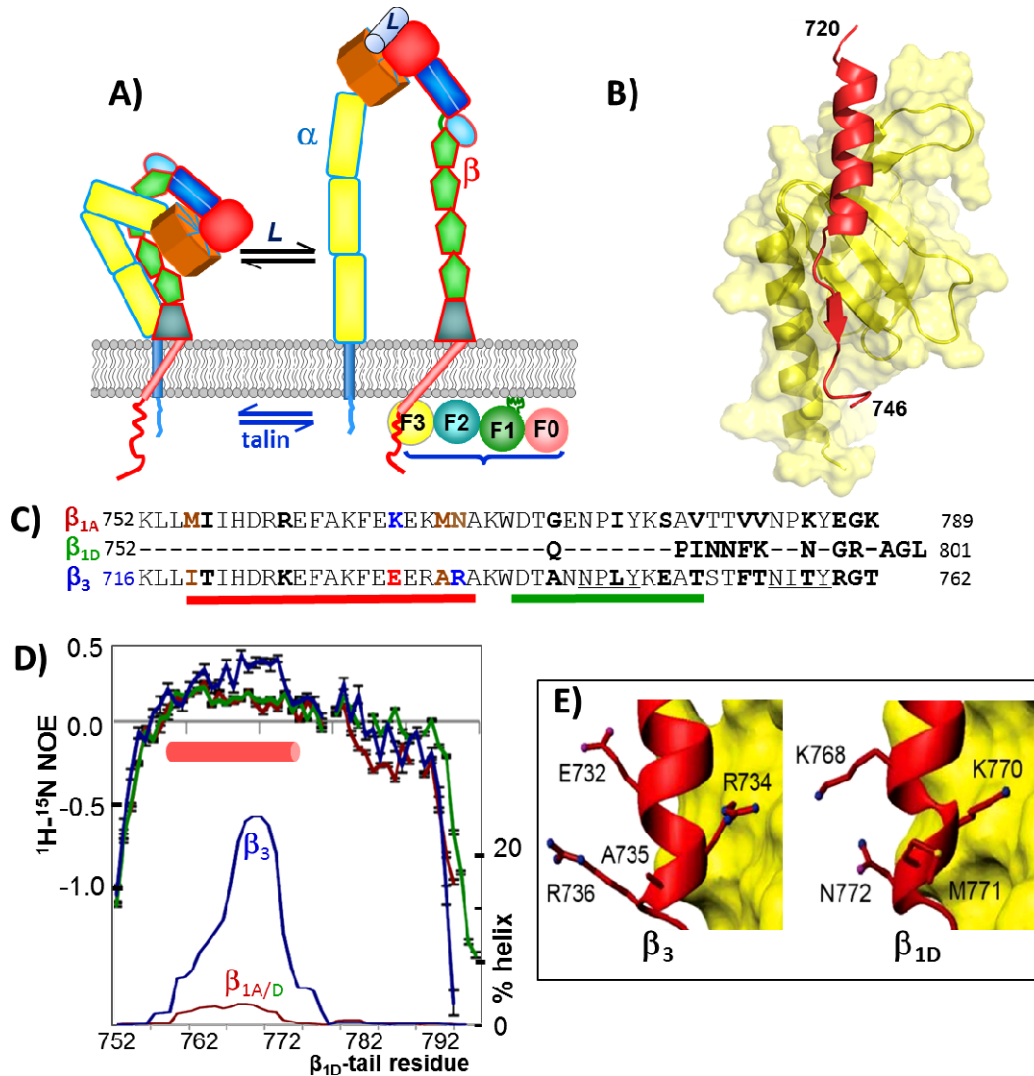 A)
L
α
β
L
talin
F3 F2 F1 F0
B)
720
746
C)
β1A 752 KLLMIIHDRREFAKFEKEKMNAKWDTGENPIYKSAVTTVVNPKYEGK 789
β1D 752 --------------------------Q-------PINNFK--N-GR-AGL 801
β3 716 KLLITIHDRKEFAKFEEERARAKWDTANNPLYKEATSTFTNITYRGT 762
D)
0.5
0.0
-0.5
-1.0
¹H-¹⁵N NOE
β3
β1A/D
20
0
% helix
752 762 772 782 792
β1D-tail residue
E)
E732
R734
A735
R736
β3
K768
K770
N772
M771
β1D